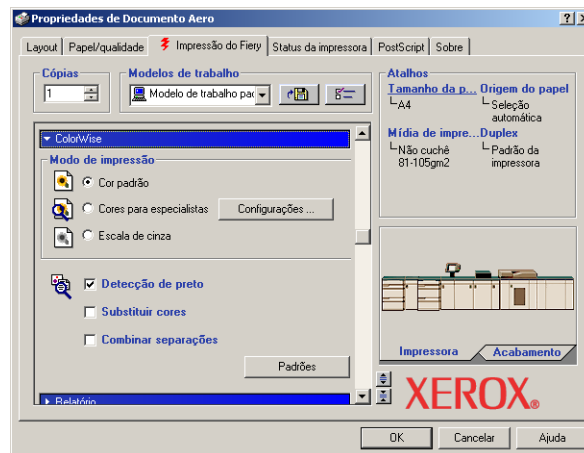 Propriedades de Documento Aero
Layout Papel/qualidade Impressão do Fiery Status da impressora PostScript Sobre
Cópias
1
Modelos de trabalho
Modelo de trabalho pad
ColorWise
Modo de impressão
Cor padrão
Cores para especialistas
Configurações ...
Escala de cinza
Detecção de preto
Substituir cores
Combinar separações
Padrões
Relatório
Atalhos
Tamanho da p... Origem do papel
A4 Seleção
automática
Mídia de impre... Duplex
Não cuchê Padrão da
81-105gm2 impressora
Impressora Acabamento
XEROX®
OK Cancelar Ajuda